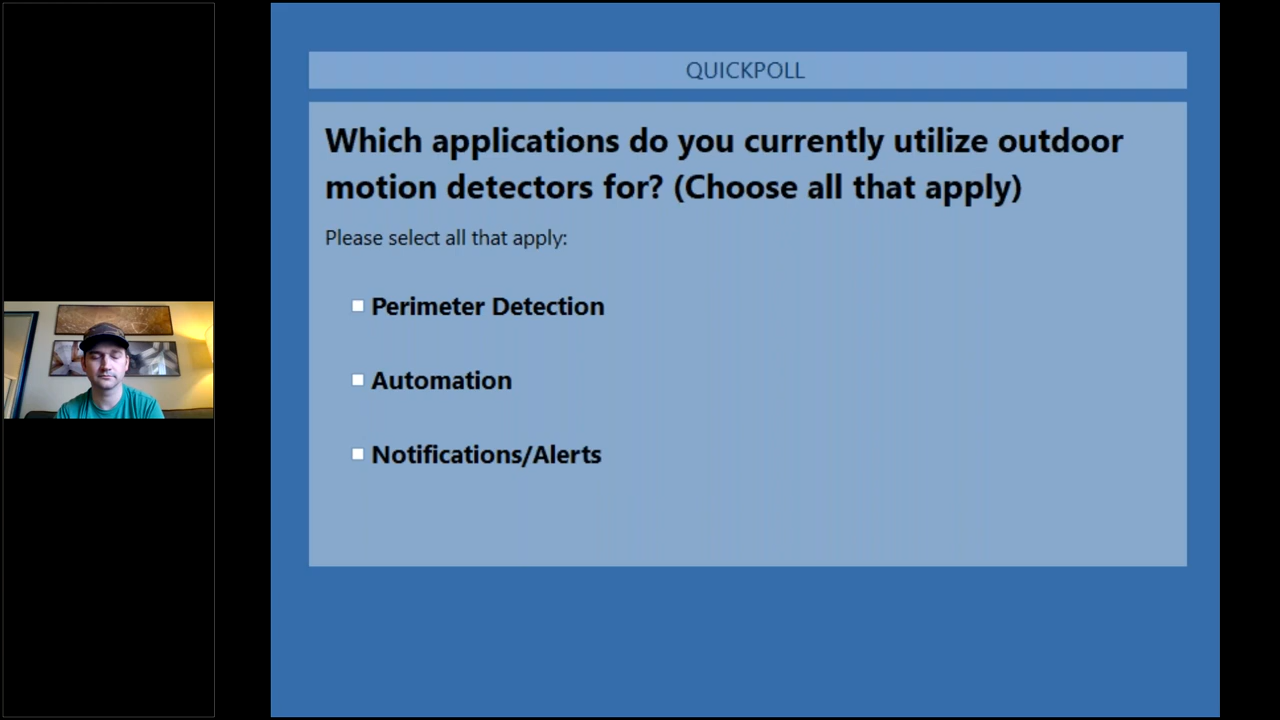 QUICKPOLL
Which applications do you currently utilize outdoor
motion detectors for? (Choose all that apply)
Please select all that apply:
Perimeter Detection
Automation
Notifications/Alerts